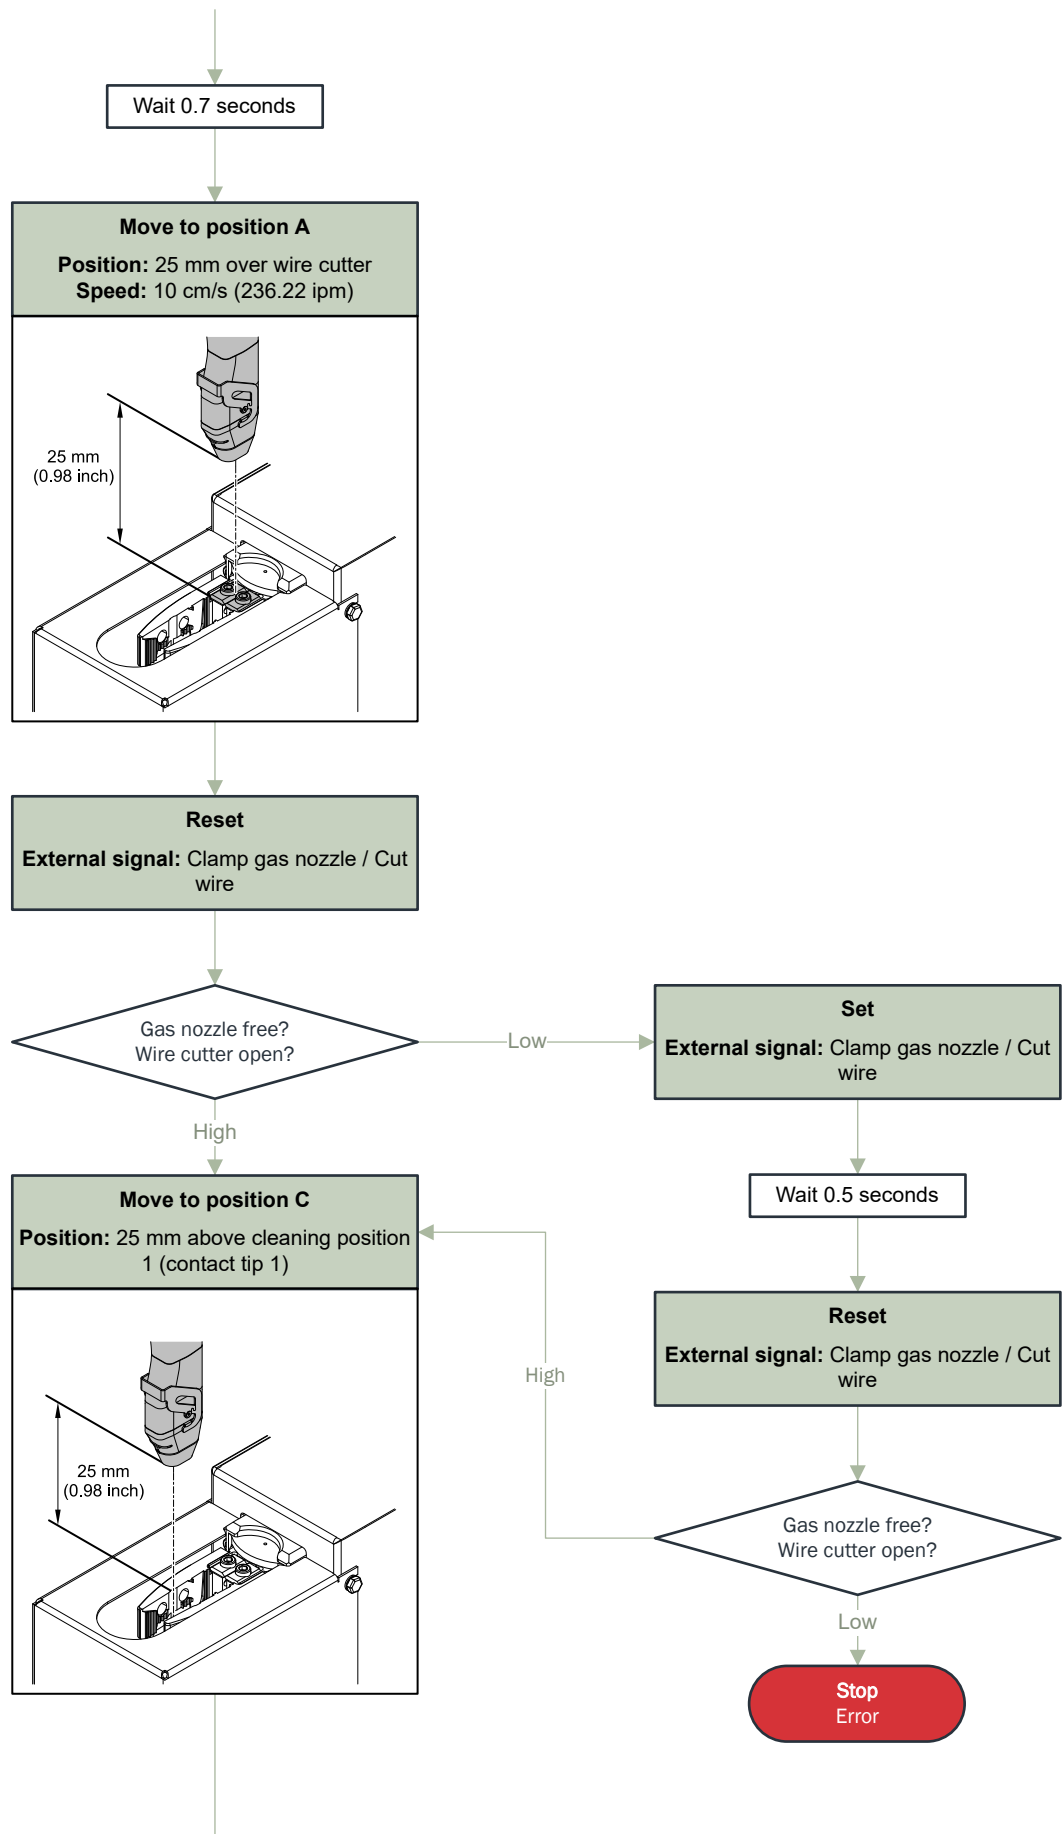 Wait 0.7 seconds
Move to position A
Position: 25 mm over wire cutter
Speed: 10 cm/s (236.22 ipm)
25 mm
(0.98 inch)
Reset
External signal: Clamp gas nozzle / Cut
wire
Gas nozzle free?
Wire cutter open?
Low
Set
External signal: Clamp gas nozzle / Cut
wire
High
Wait 0.5 seconds
Move to position C
Position: 25 mm above cleaning position
1 (contact tip 1)
Reset
External signal: Clamp gas nozzle / Cut
wire
High
25 mm
(0.98 inch)
Gas nozzle free?
Wire cutter open?
Low
Stop
Error